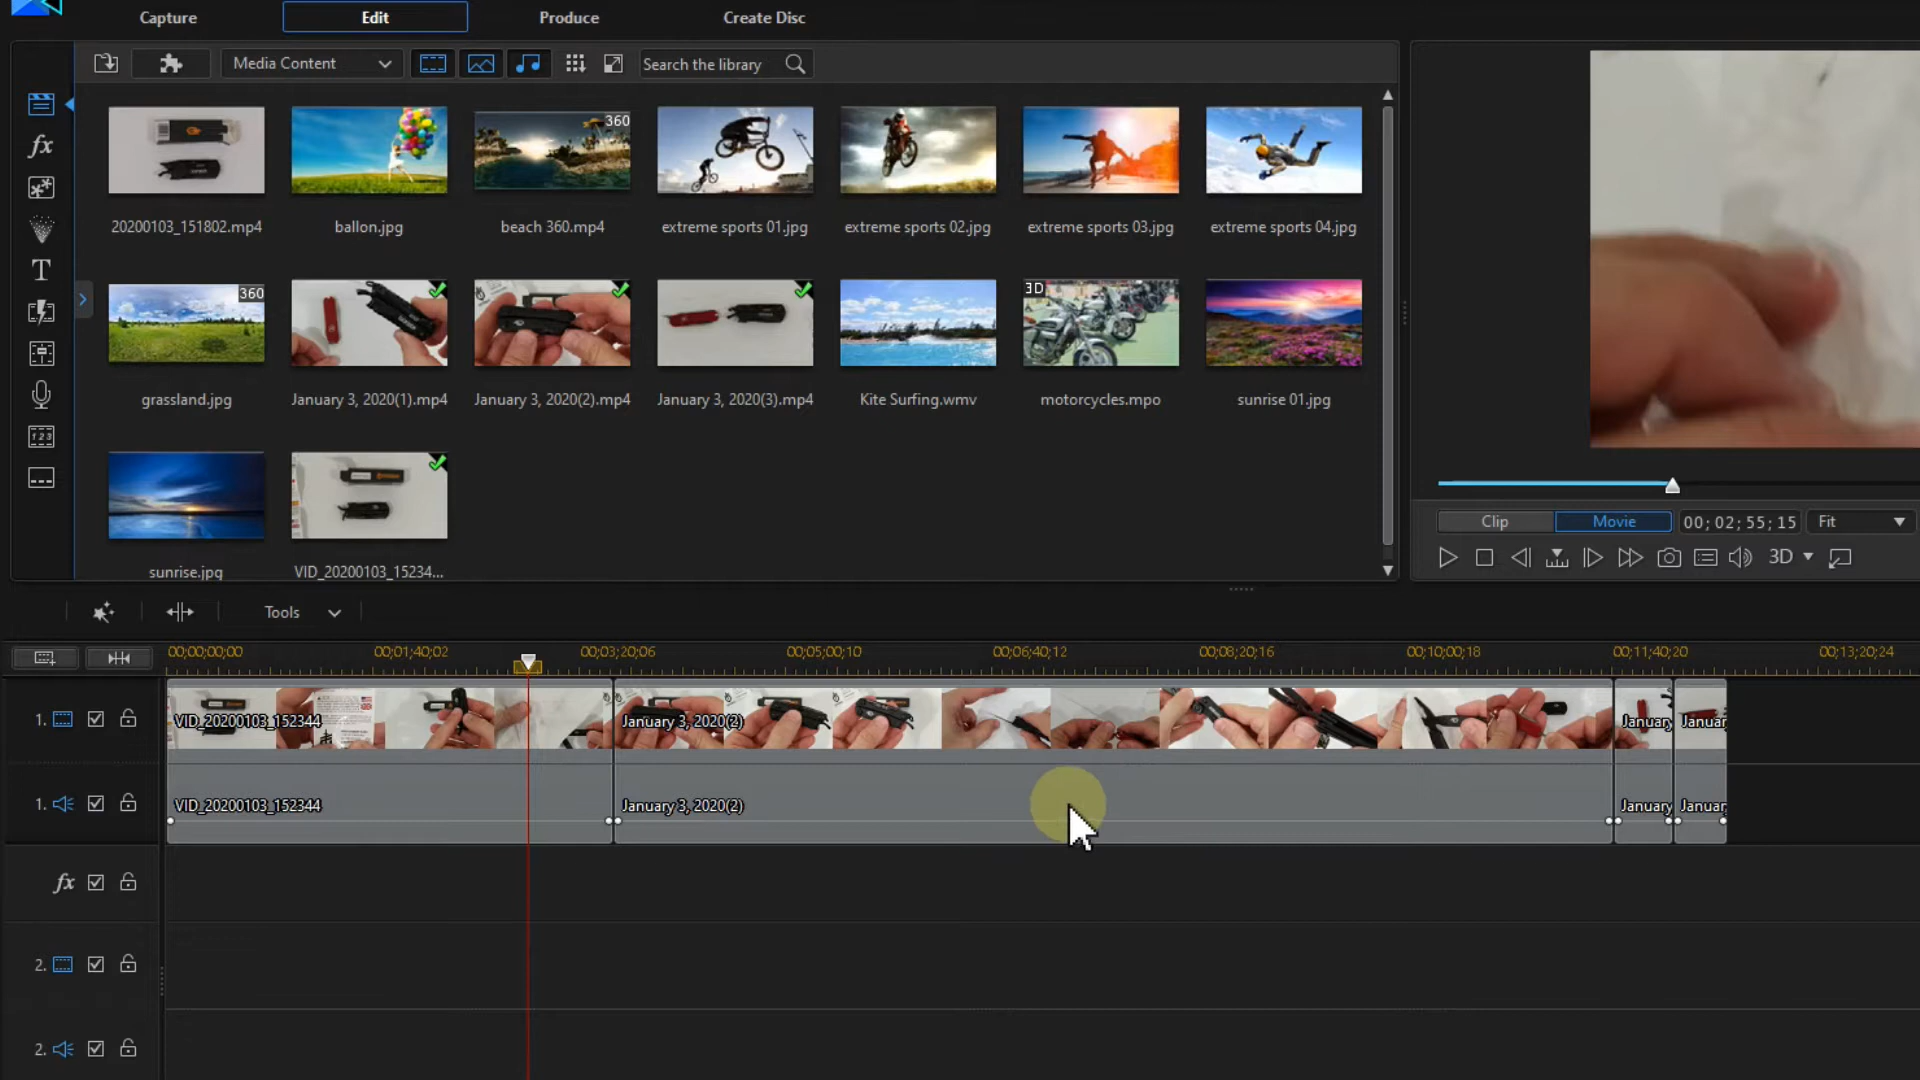 Capture Edit Produce Create Disc
Media Content Search the library
360
20200103_151802.mp4 ballon.jpg beach 360.mp4 extreme sports 01.jpg extreme sports 02.jpg extreme sports 03.jpg extreme sports 04.jpg
360 3D
grassland.jpg January 3, 2020(1).mp4 January 3, 2020(2).mp4 January 3, 2020(3).mp4 Kite Surfing.wmv motorcycles.mpo sunrise 01.jpg
sunrise.jpg VID_20200103_15234...
Clip Movie 00; 02; 55; 15 Fit
3D
fx
T
1 2 3
Tools
00;00;00;00 00;01;40;02 00;03;20;06 00;05;00;10 00;06;40;12 00;08;20;16 00;10;00;18 00;11;40;20 00;13;20;24
1. VID_20200103_152344 January 3, 2020(2) January Januar
1. VID_20200103_152344 January 3, 2020(2) January Januar
fx
2.
2.